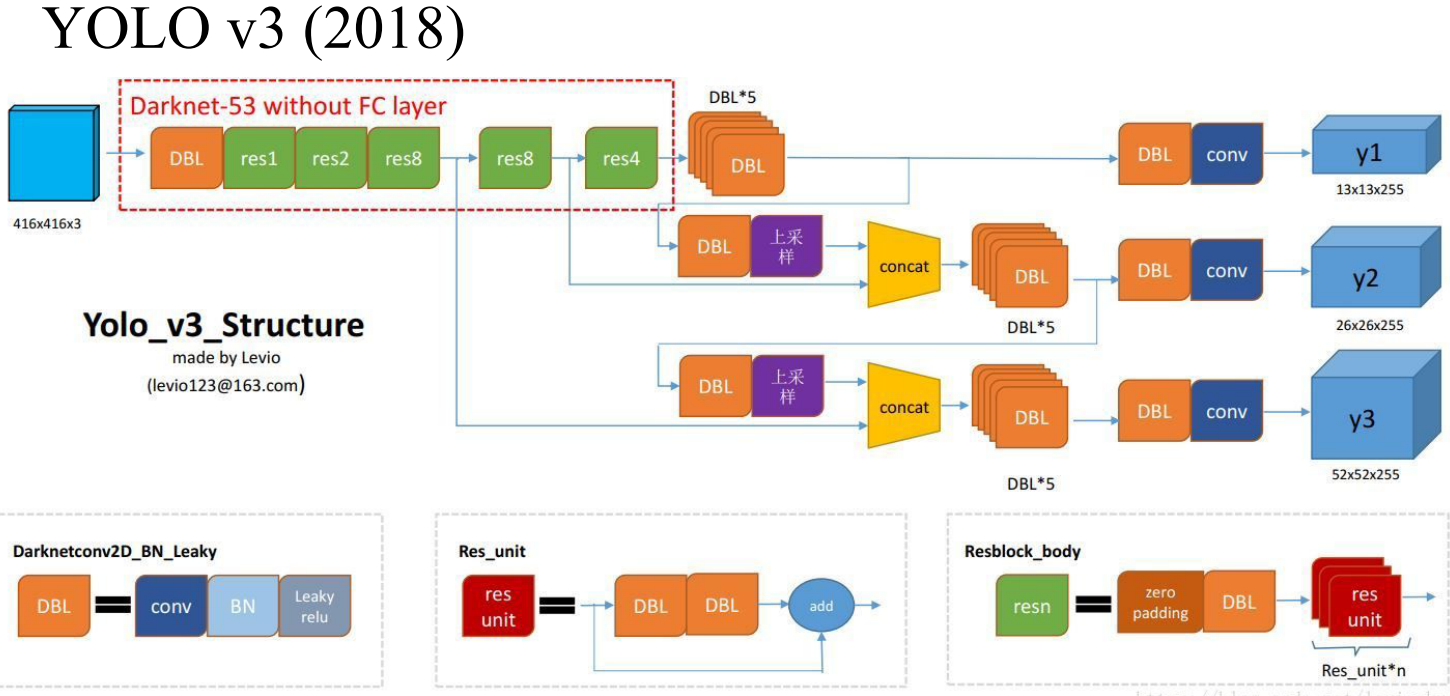 YOLO v3 (2018)
Darknet-53 without FC layer
DBL
res1
res2
res8
res8
res4
DBL*5
DBL
DBL
conv
y1
13x13x255
416x416x3
DBL
上采
样
concat
DBL
DBL*5
DBL
conv
y2
26x26x255
Yolo_v3_Structure
made by Levio
(levio123@163.com)
DBL
上采
样
concat
DBL
DBL*5
DBL
conv
y3
52x52x255
Darknetconv2D_BN_Leaky
DBL
conv
BN
Leaky
relu
Res_unit
res
unit
DBL
DBL
add
Resblock_body
resn
zero
padding
DBL
res
unit
Res_unit*n